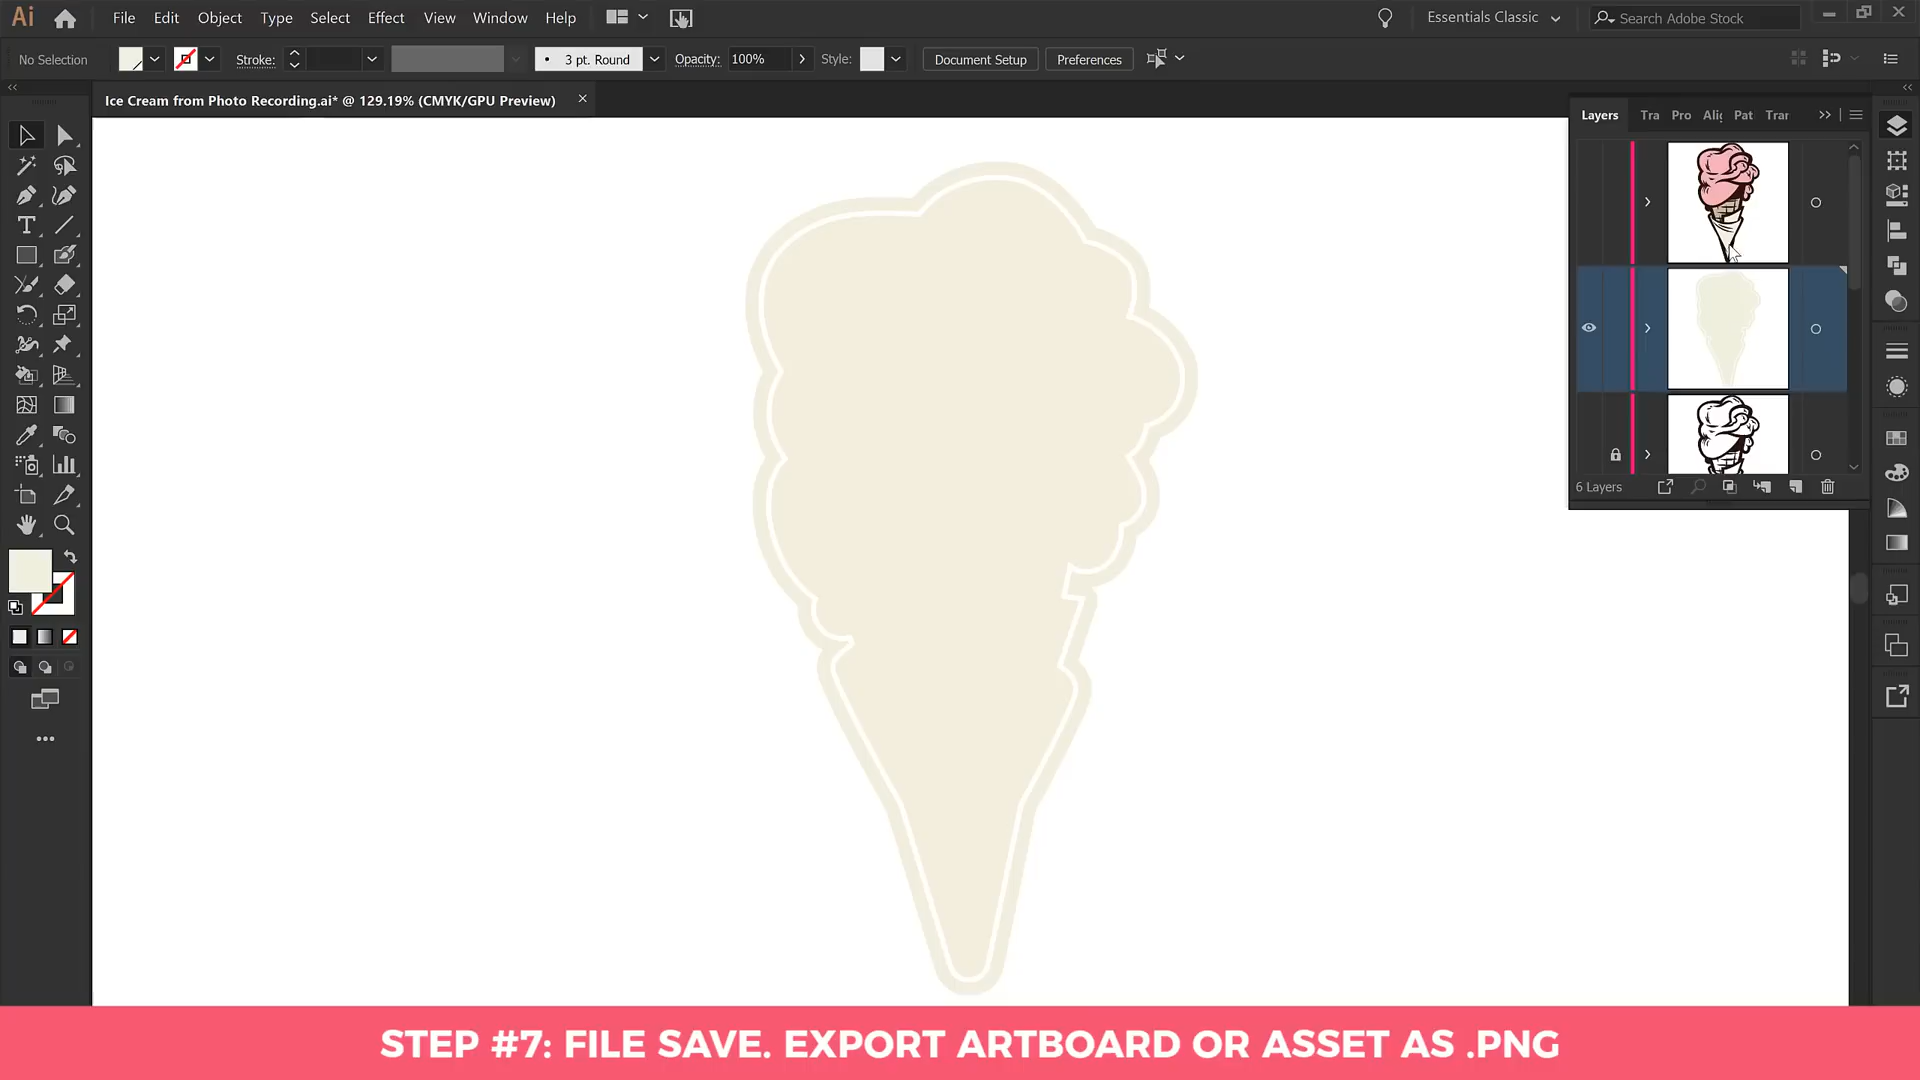 Ai File Edit Object Type Select Effect View Window Help Essentials Classic Search Adobe Stock
No Selection Stroke: 3 pt. Round Opacity: 100% Style: Document Setup Preferences
Ice Cream from Photo Recording.ai* @ 129.19% (CMYK/GPU Preview)
Layers Tra Pro Alig Pat Trar
6 Layers
STEP #7: FILE SAVE. EXPORT ARTBOARD OR ASSET AS .PNG